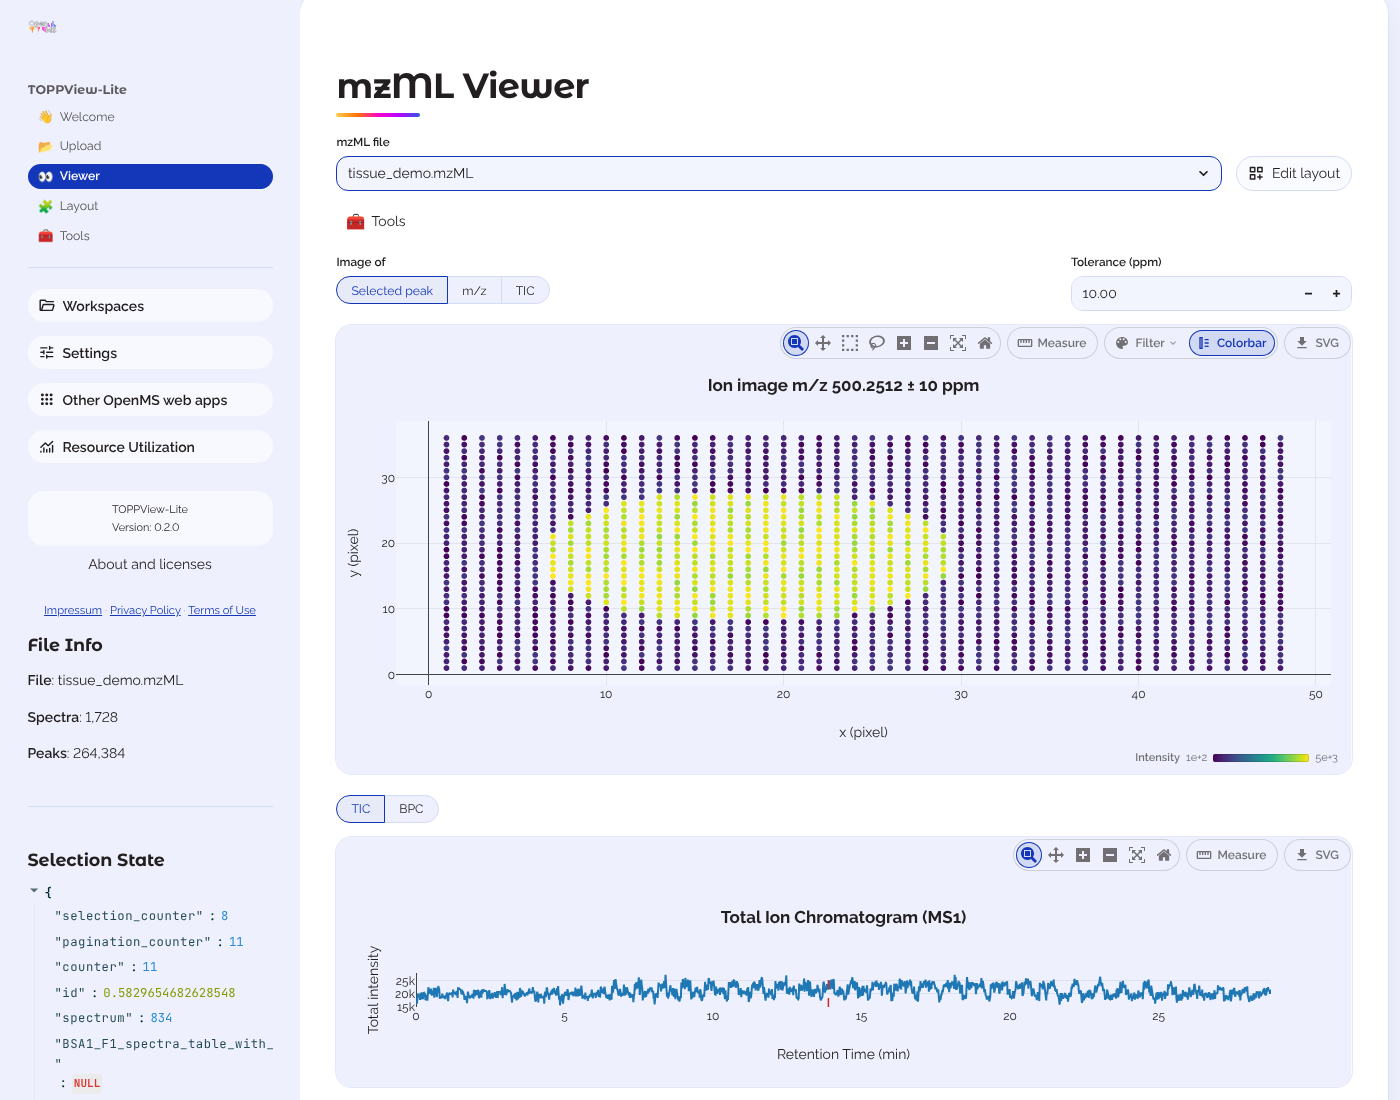 TOPPView-Lite
👋 Welcome
📂 Upload
👀 Viewer
🧩 Layout
🧰 Tools
Workspaces
Settings
Other OpenMS web apps
Resource Utilization
TOPPView-Lite
Version: 0.2.0
About and licenses
Impressum · Privacy Policy · Terms of Use
File Info
File: tissue_demo.mzML
Spectra: 1,728
Peaks: 264,384
Selection State
{
"selection_counter" : 8
"pagination_counter" : 11
"counter" : 11
"id" : 0.5829654682628548
"spectrum" : 834
"BSA1_F1_spectra_table_with_
"
: NULL
mzML Viewer
mzML file
tissue_demo.mzML
Edit layout
🧰 Tools
Image of
Tolerance (ppm)
Selected peak m/z TIC
10.00
Measure Filter Colorbar SVG
Ion image m/z 500.2512 ± 10 ppm
y (pixel)
30
20
10
0
0 10 20 30 40 50
x (pixel)
Intensity 1e+2 5e+3
TIC BPC
Measure SVG
Total Ion Chromatogram (MS1)
Total intensity
25k
20k
15k
0 5 10 15 20 25
Retention Time (min)